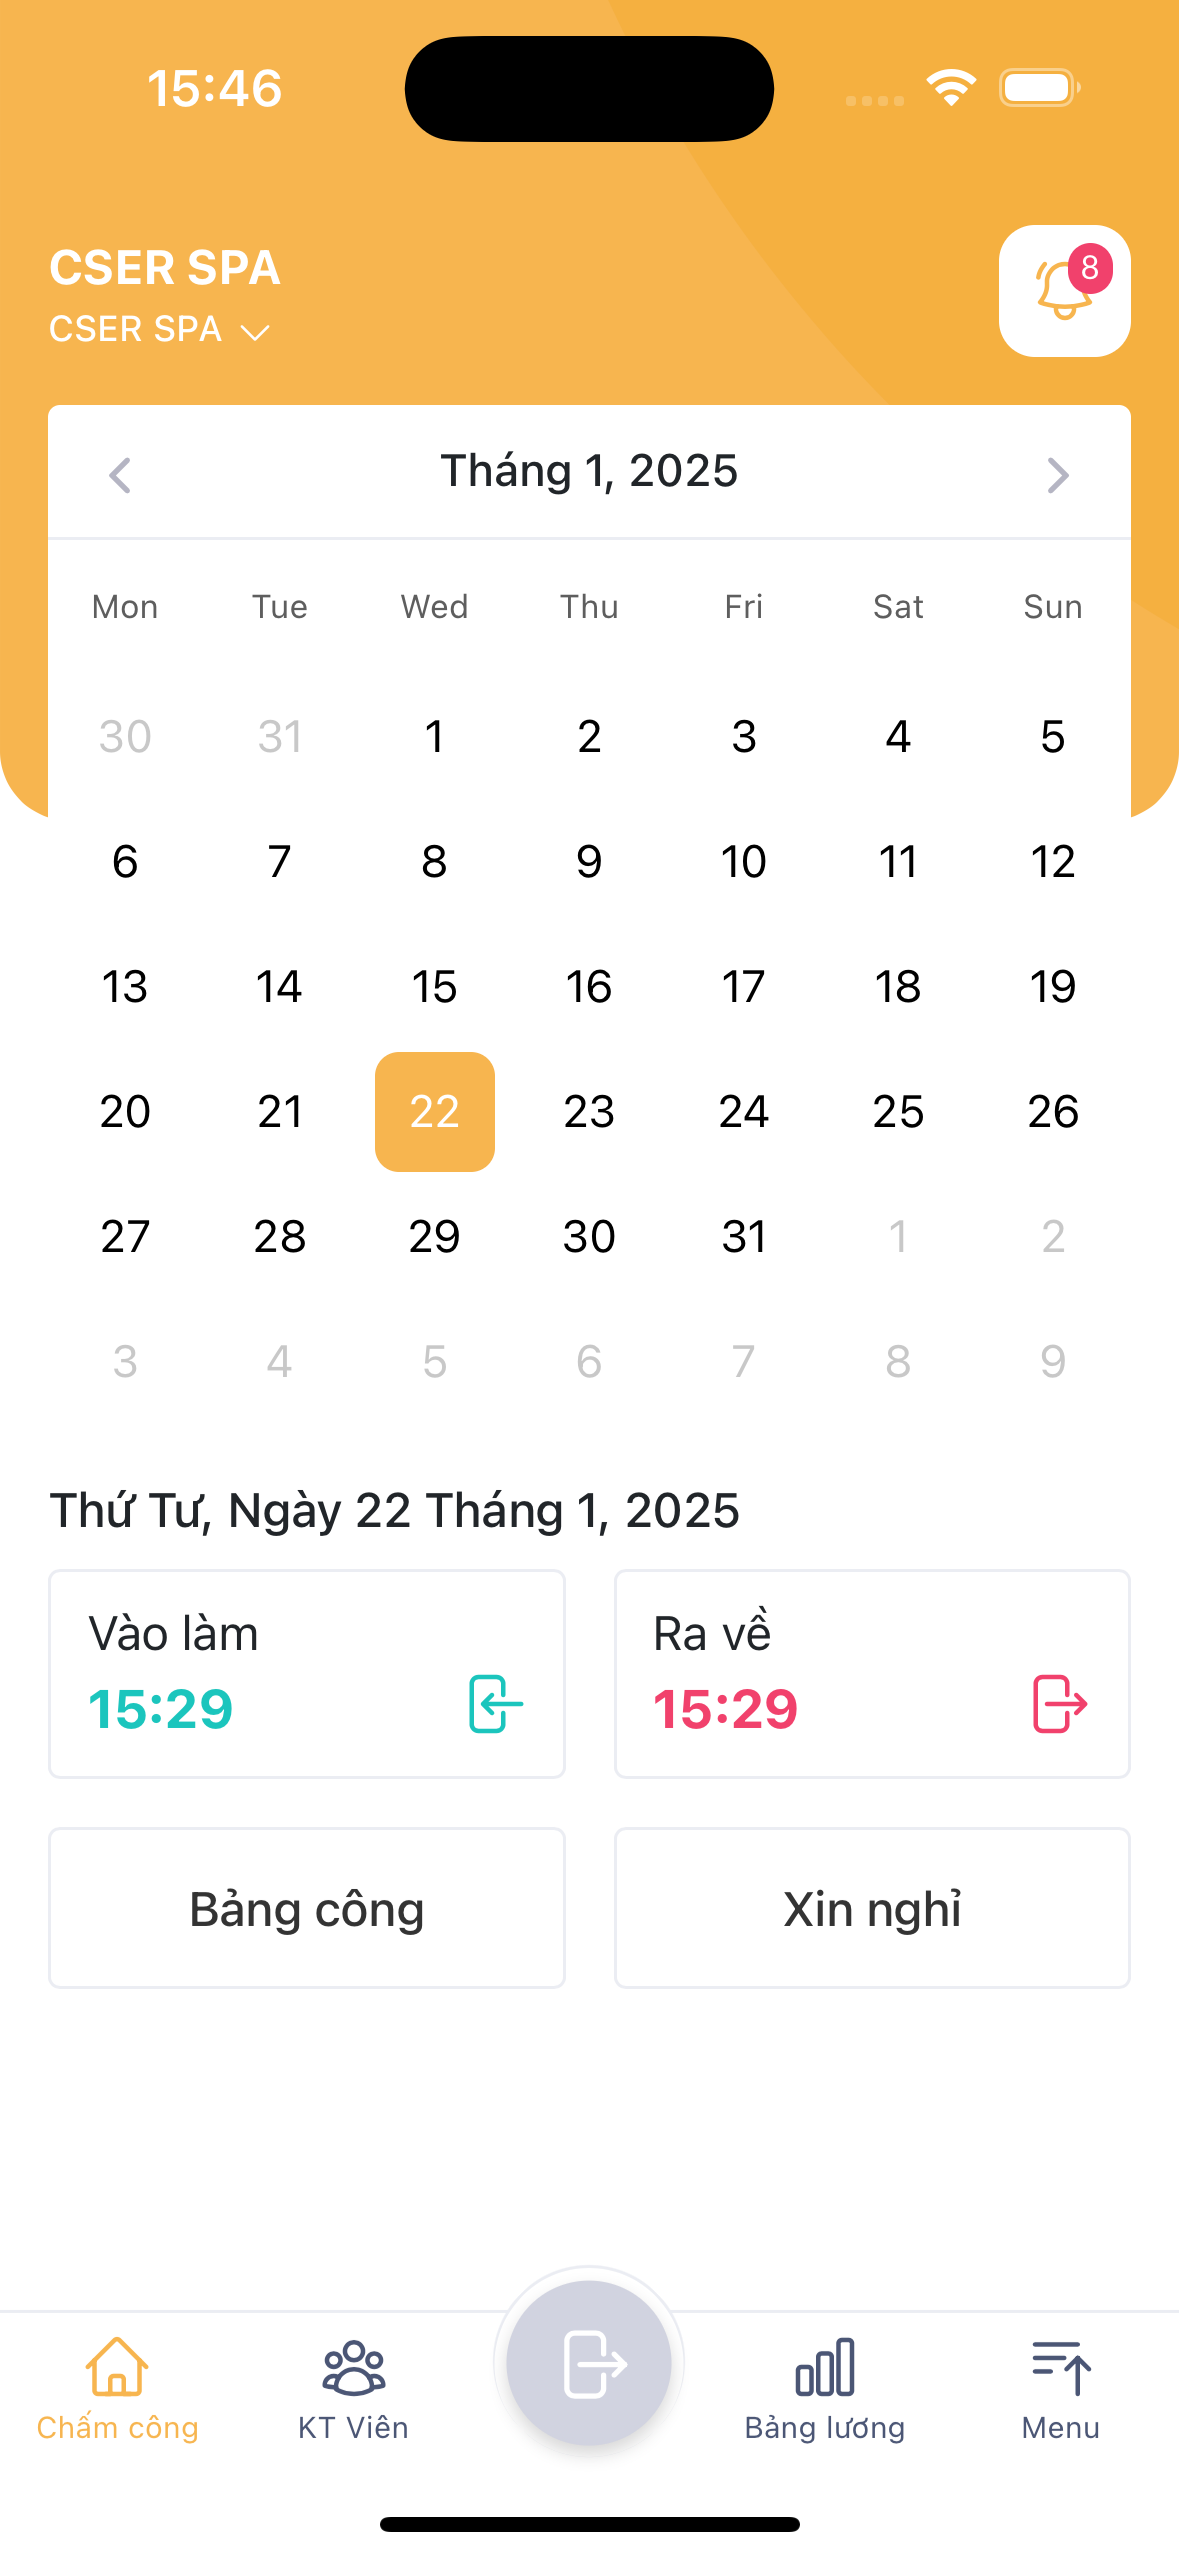 15:46
CSER SPA
CSER SPA
8
Tháng 1, 2025
Mon Tue Wed Thu Fri Sat Sun
30 31 1 2 3 4 5
6 7 8 9 10 11 12
13 14 15 16 17 18 19
20 21 22 23 24 25 26
27 28 29 30 31 1 2
3 4 5 6 7 8 9
Thứ Tư, Ngày 22 Tháng 1, 2025
Vào làm
15:29
Ra về
15:29
Bảng công
Xin nghỉ
Chấm công
KT Viên
Bảng lương
Menu